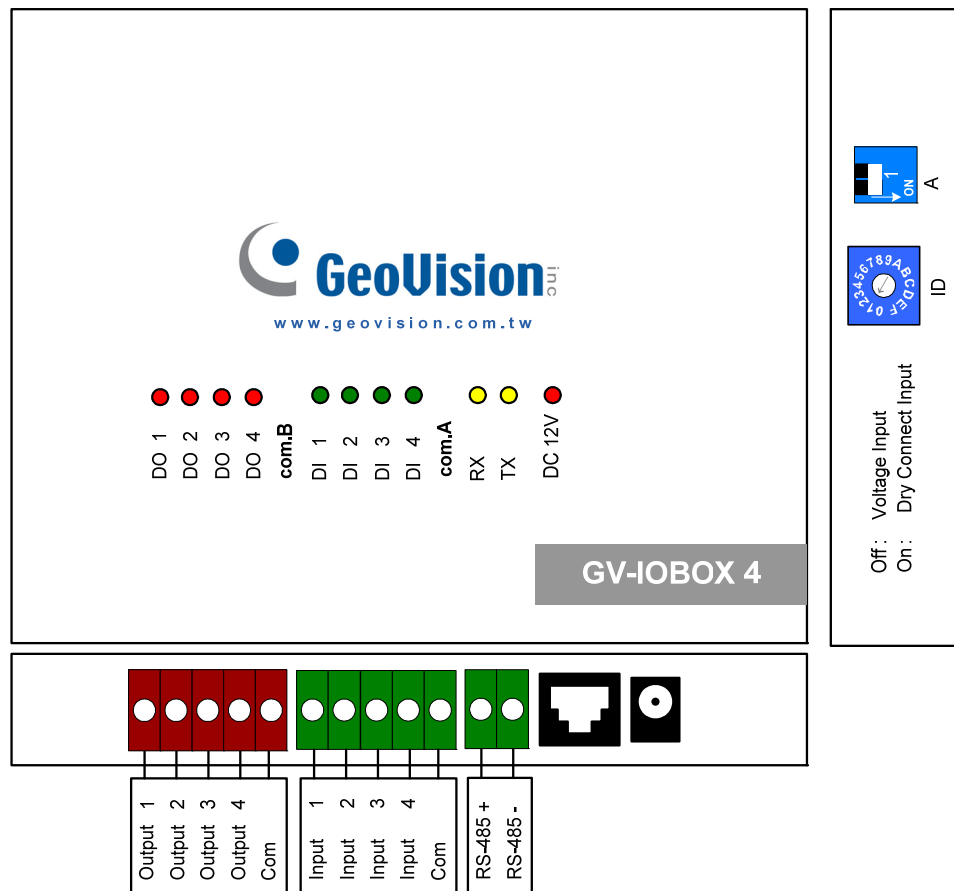 GeoVision inc
www.geovision.com.tw
DO 1
DO 2
DO 3
DO 4
com.B
DI 1
DI 2
DI 3
DI 4
com.A
RX
TX
DC 12V
GV-IOBOX 4
1
ON
A
0123456789ABCDEF
ID
Off : Voltage Input
On : Dry Connect Input
Output 1
Output 2
Output 3
Output 4
Com
Input 1
Input 2
Input 3
Input 4
Com
RS-485 +
RS-485 -